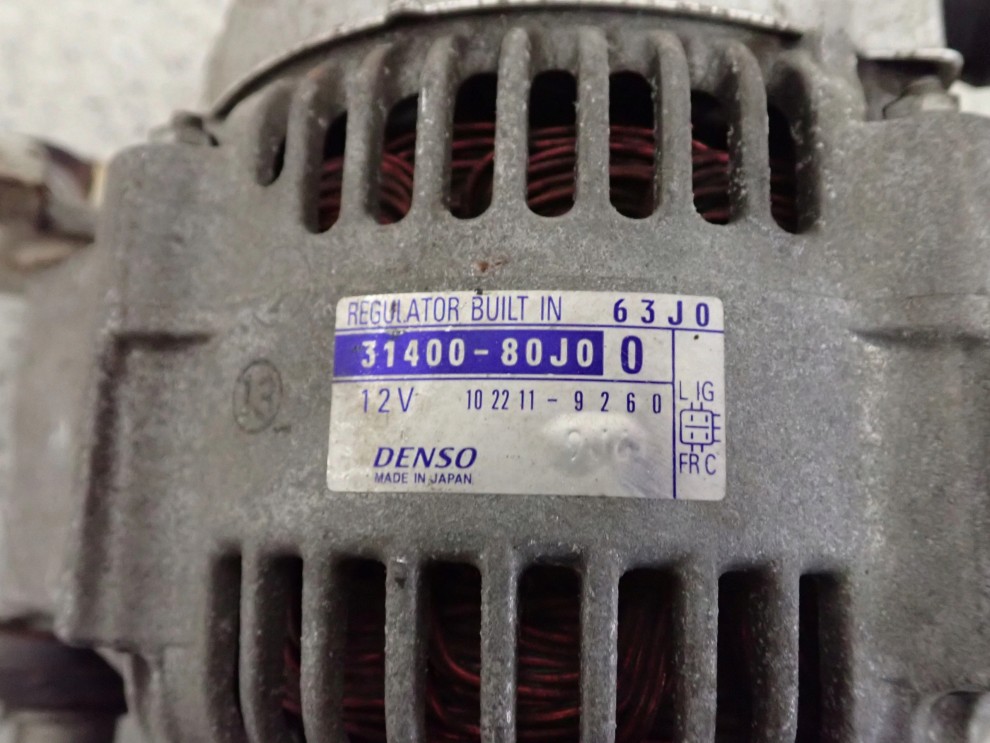 REGULATOR BUILT IN 63J0
31400-80J0 0
12V 102211-9260
L IG
DENSO
FR C
MADE IN JAPAN
13